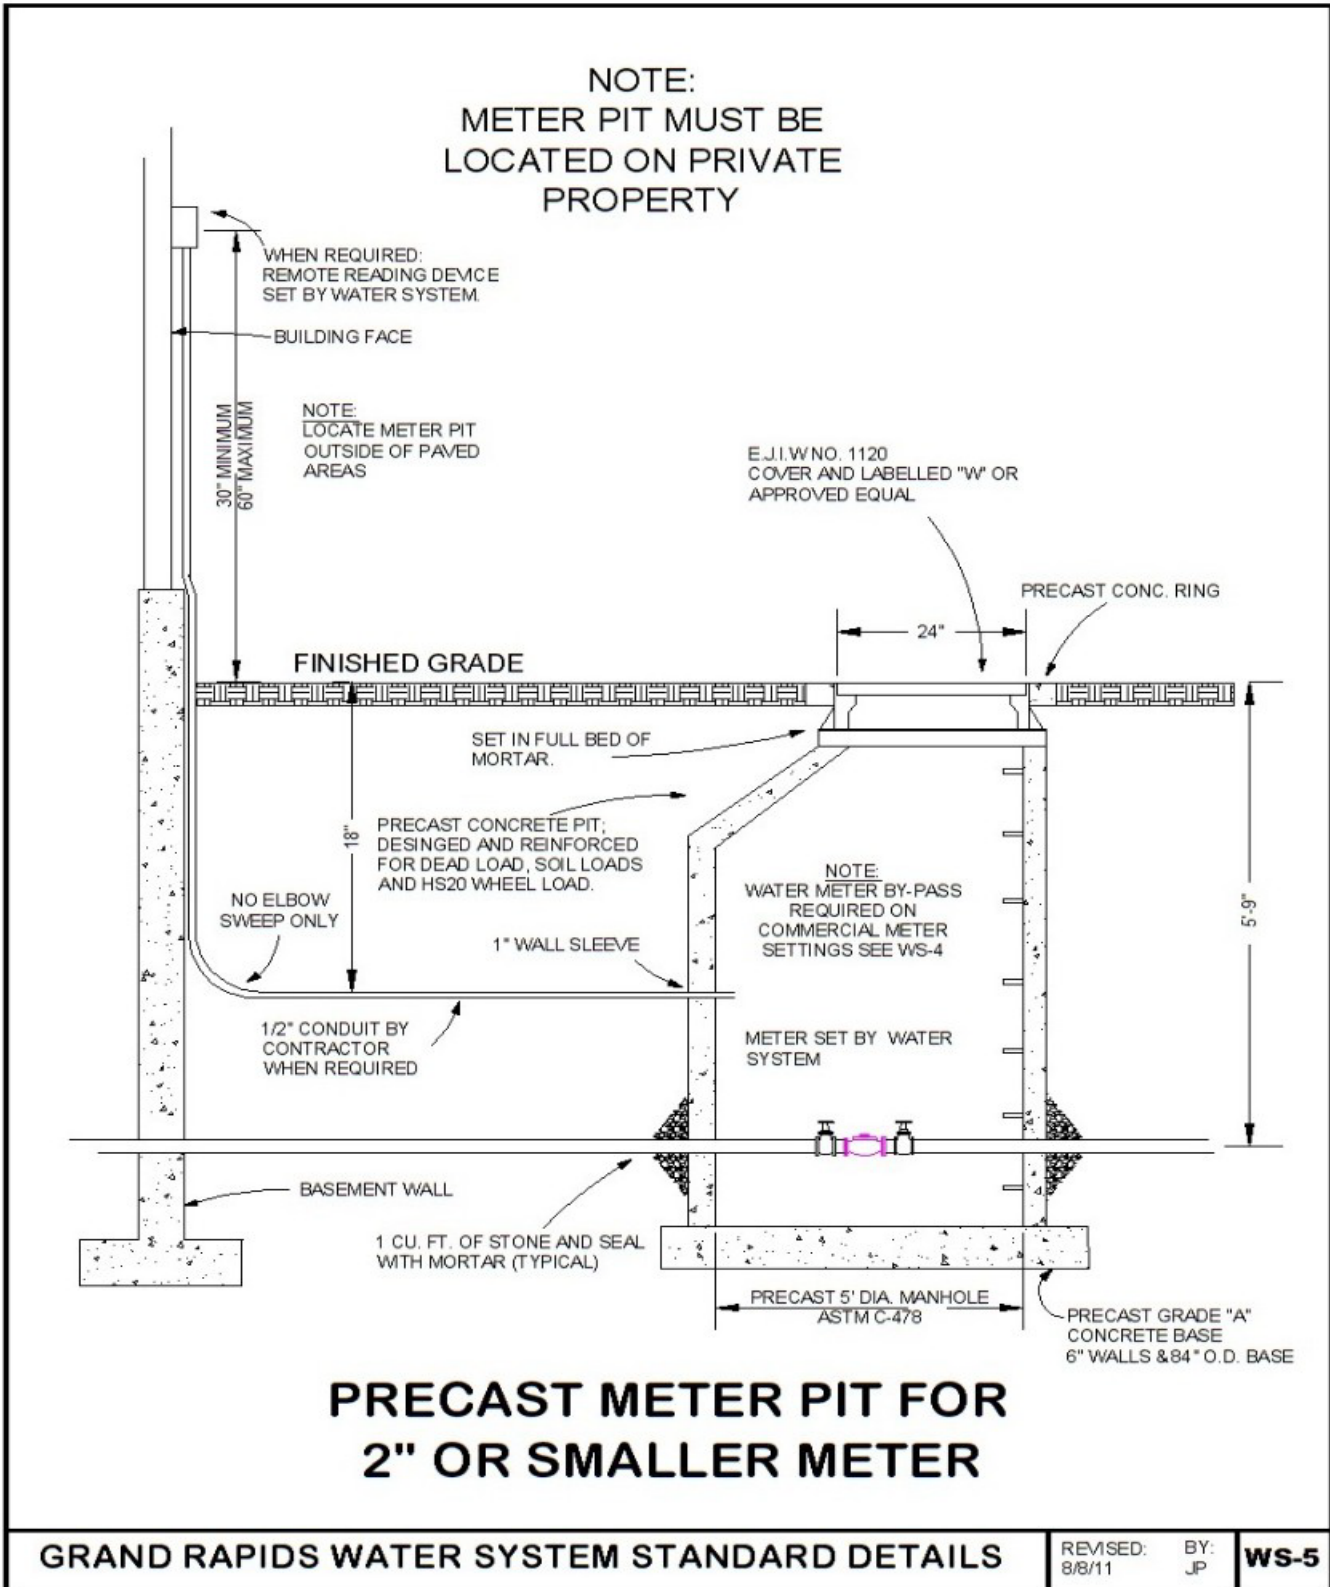 NOTE:
METER PIT MUST BE
LOCATED ON PRIVATE
PROPERTY
WHEN REQUIRED:
REMOTE READING DEVICE
SET BY WATER SYSTEM.
BUILDING FACE
30" MINIMUM
60" MAXIMUM
NOTE:
LOCATE METER PIT
OUTSIDE OF PAVED
AREAS
E.J.I.W NO. 1120
COVER AND LABELLED "W" OR
APPROVED EQUAL
PRECAST CONC. RING
24"
FINISHED GRADE
SET IN FULL BED OF
MORTAR.
18"
PRECAST CONCRETE PIT;
DESINGED AND REINFORCED
FOR DEAD LOAD, SOIL LOADS
AND HS20 WHEEL LOAD.
NOTE:
WATER METER BY-PASS
REQUIRED ON
COMMERCIAL METER
SETTINGS SEE WS-4
5'-9"
NO ELBOW
SWEEP ONLY
1" WALL SLEEVE
1/2" CONDUIT BY
CONTRACTOR
WHEN REQUIRED
METER SET BY WATER
SYSTEM
BASEMENT WALL
1 CU. FT. OF STONE AND SEAL
WITH MORTAR (TYPICAL)
PRECAST 5' DIA. MANHOLE
ASTM C-478
PRECAST GRADE "A"
CONCRETE BASE
6" WALLS & 84" O.D. BASE
PRECAST METER PIT FOR
2" OR SMALLER METER
GRAND RAPIDS WATER SYSTEM STANDARD DETAILS
REVISED:
8/8/11
BY:
JP
WS-5